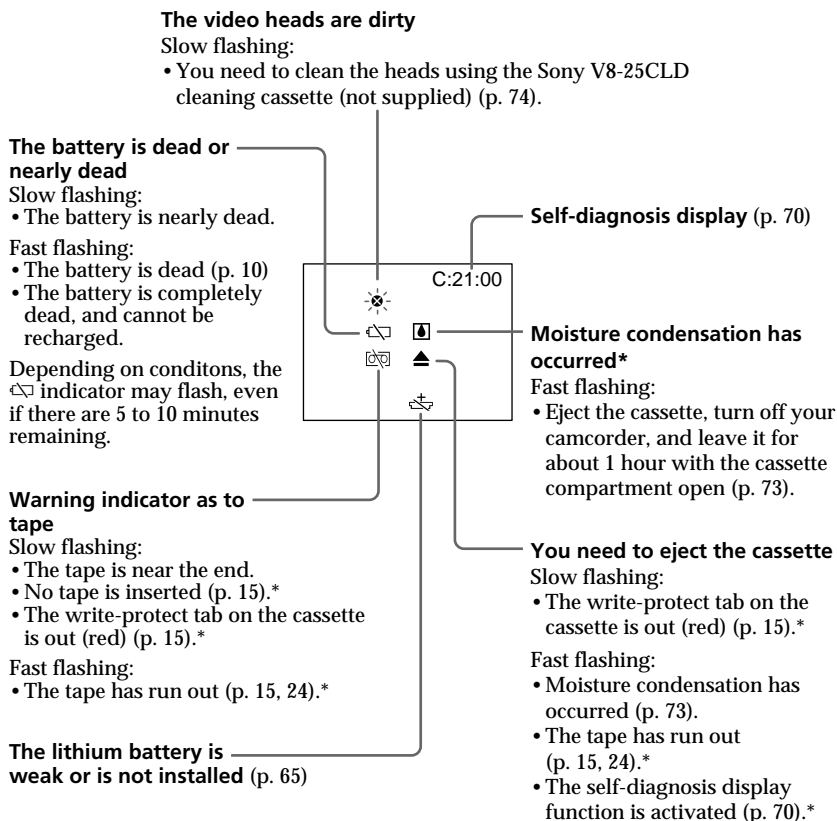 The video heads are dirty
Slow flashing:
• You need to clean the heads using the Sony V8-25CLD
cleaning cassette (not supplied) (p. 74).
The battery is dead or
nearly dead
Slow flashing:
• The battery is nearly dead.
Fast flashing:
• The battery is dead (p. 10)
• The battery is completely
dead, and cannot be
recharged.
Depending on conditons, the
indicator may flash, even
if there are 5 to 10 minutes
remaining.
Warning indicator as to
tape
Slow flashing:
• The tape is near the end.
• No tape is inserted (p. 15).*
• The write-protect tab on the cassette
is out (red) (p. 15).*
Fast flashing:
• The tape has run out (p. 15, 24).*
The lithium battery is
weak or is not installed (p. 65)
C:21:00
Self-diagnosis display (p. 70)
Moisture condensation has
occurred*
Fast flashing:
• Eject the cassette, turn off your
camcorder, and leave it for
about 1 hour with the cassette
compartment open (p. 73).
You need to eject the cassette
Slow flashing:
• The write-protect tab on the
cassette is out (red) (p. 15).*
Fast flashing:
• Moisture condensation has
occurred (p. 73).
• The tape has run out
(p. 15, 24).*
• The self-diagnosis display
function is activated (p. 70).*